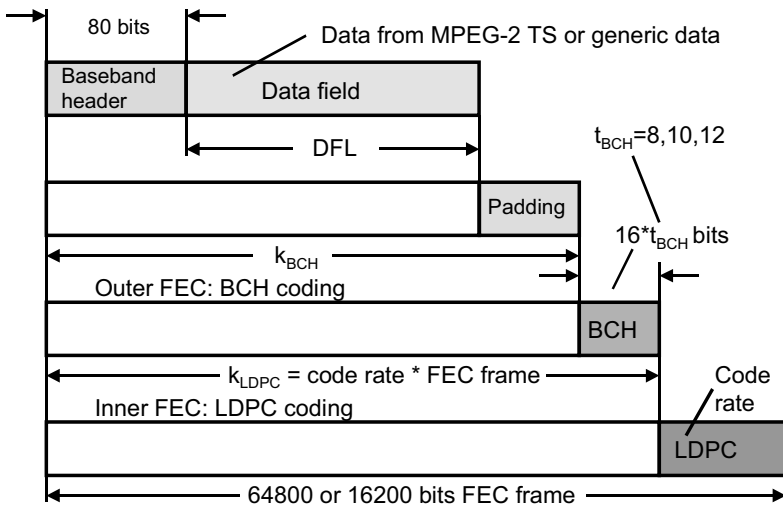 80 bits
Data from MPEG-2 TS or generic data
Baseband
header
Data field
DFL
t_BCH=8,10,12
Padding
16*t_BCH bits
k_BCH
Outer FEC: BCH coding
BCH
k_LDPC = code rate * FEC frame
Code
rate
Inner FEC: LDPC coding
LDPC
64800 or 16200 bits FEC frame